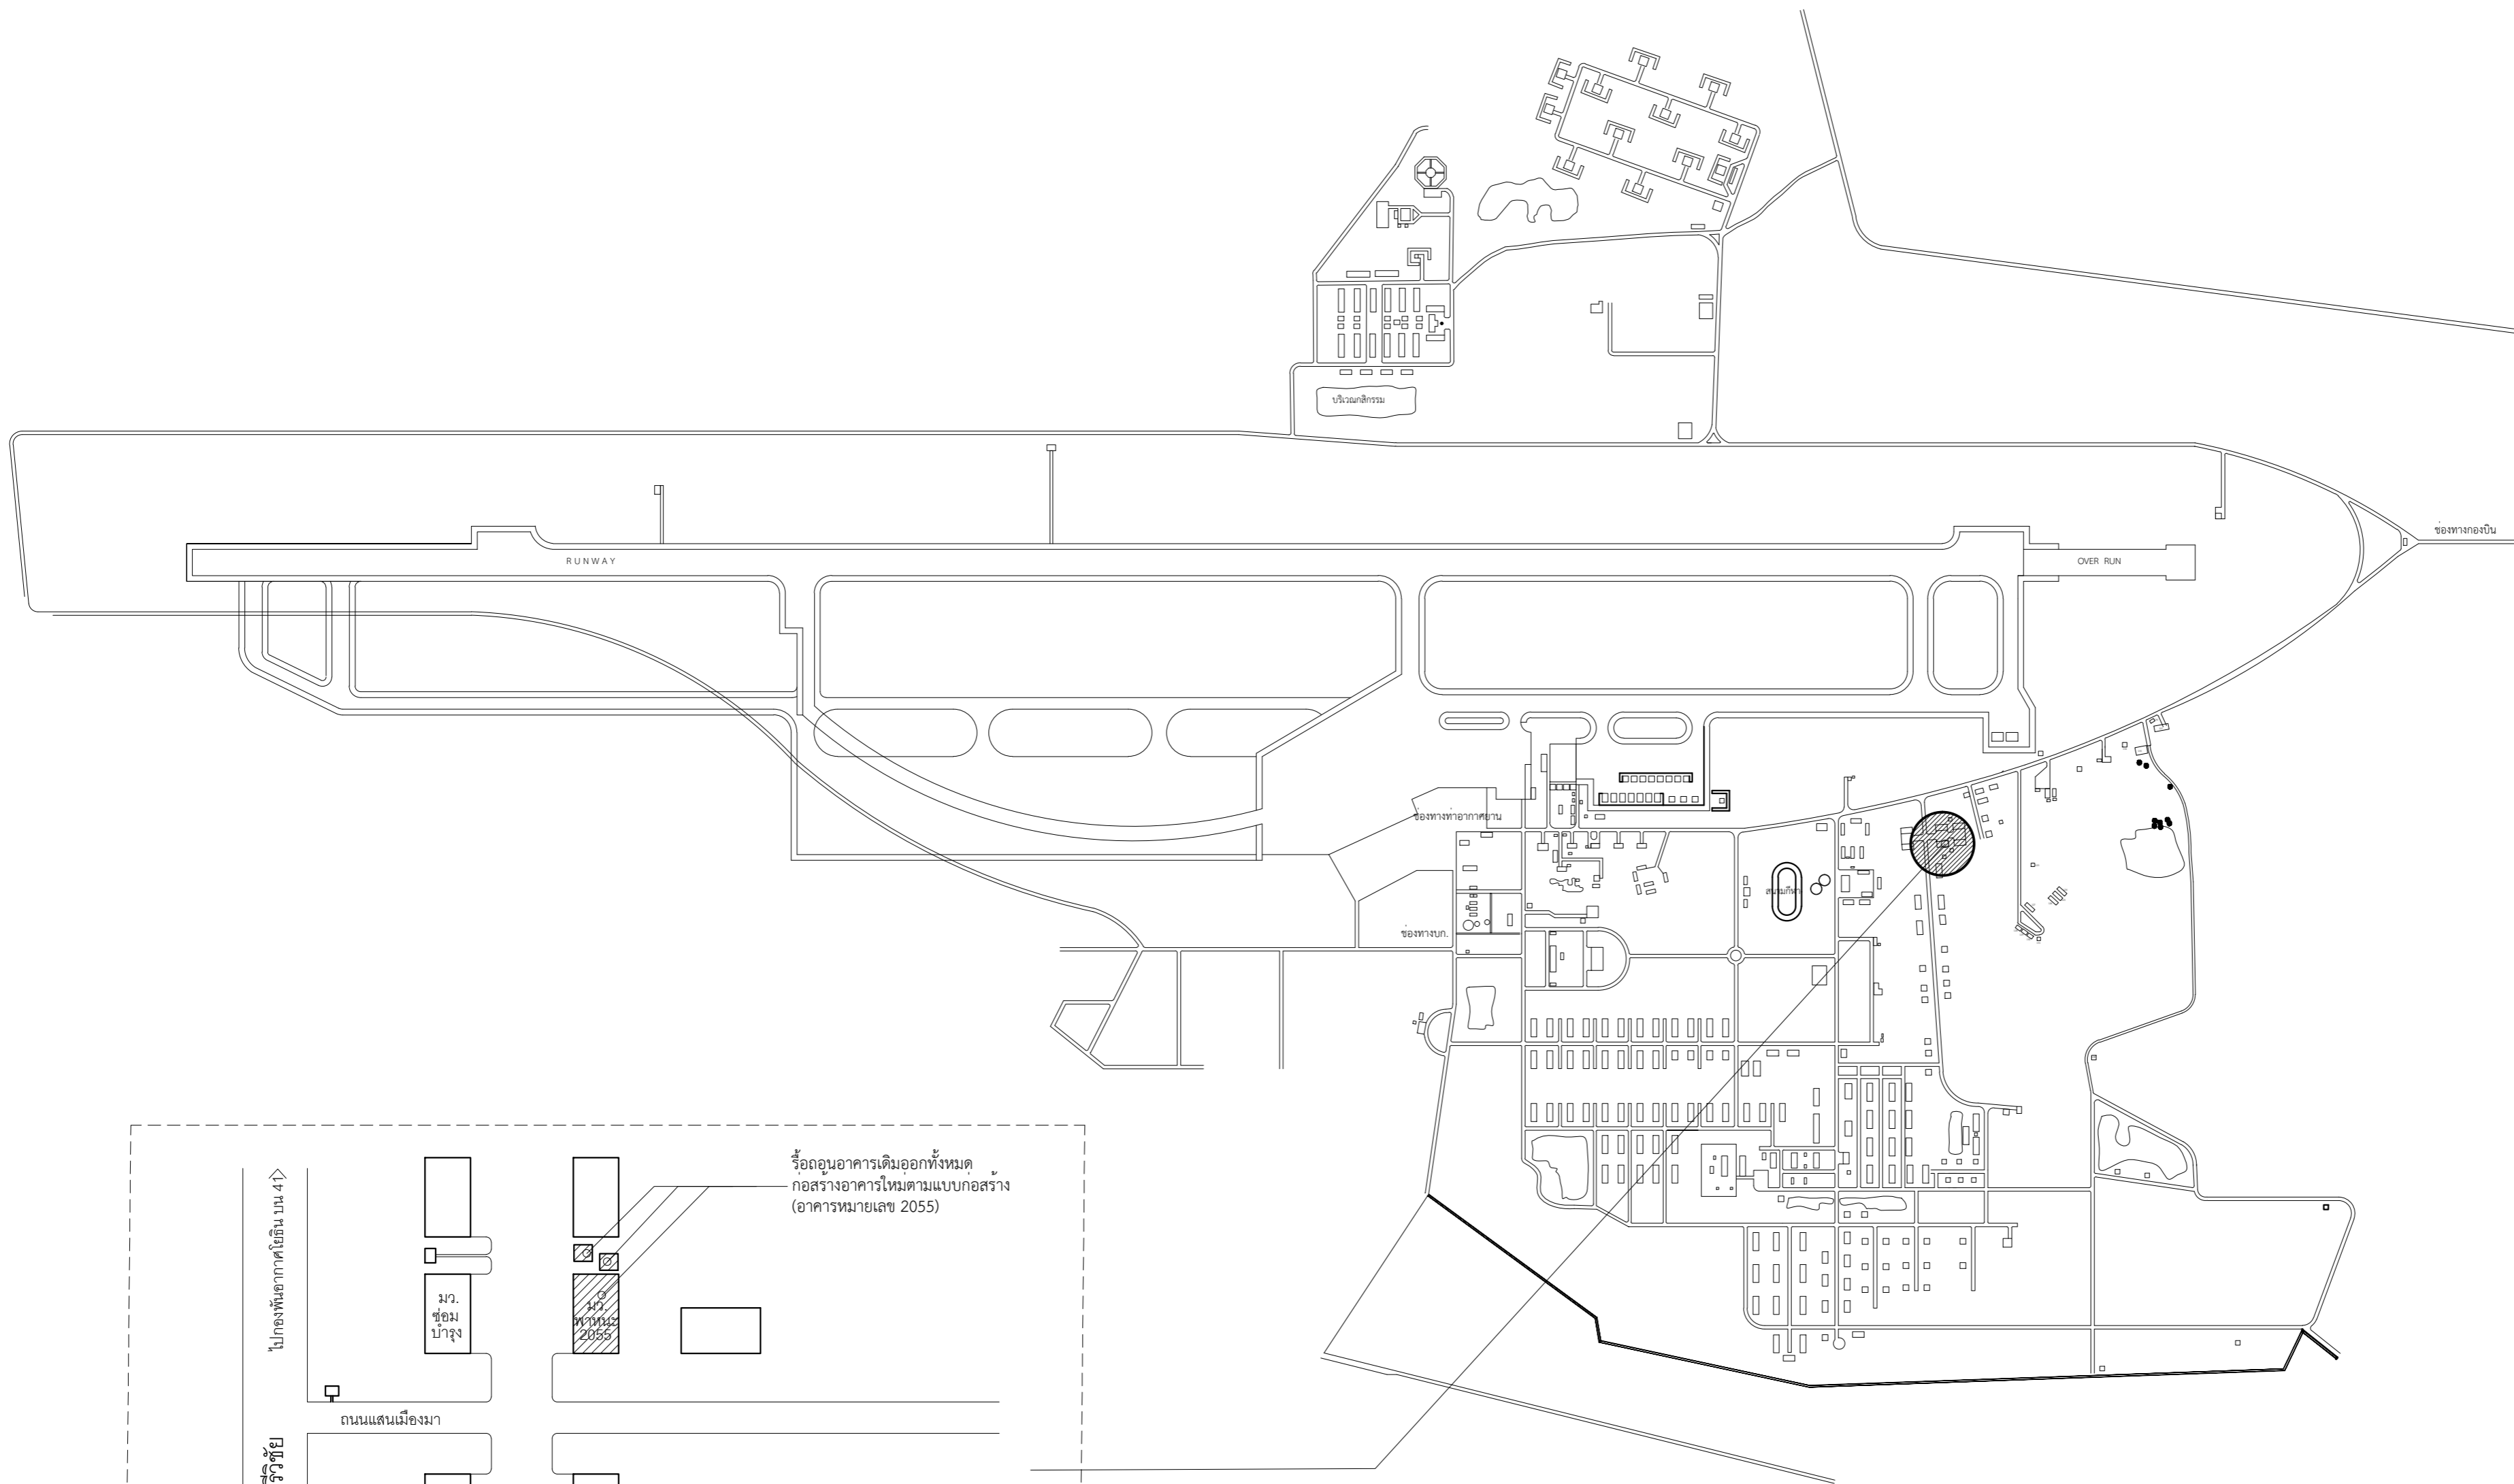 บริเวณกสิกรรม
ช่องทางกองบิน
RUNWAY
OVER RUN
ช่องทางท่าอากาศยาน
สนามกีฬา
ช่องทางบก.
รื้อถอนอาคารเดิมออกทั้งหมด
ก่อสร้างอาคารใหม่ตามแบบก่อสร้าง
(อาคารหมายเลข 2055)
ไปกองพันอากาศโยธิน บน 41
มว.
ซ่อม
บำรุง
มว.
พาหนะ
2055
ถนนแสนเมืองมา